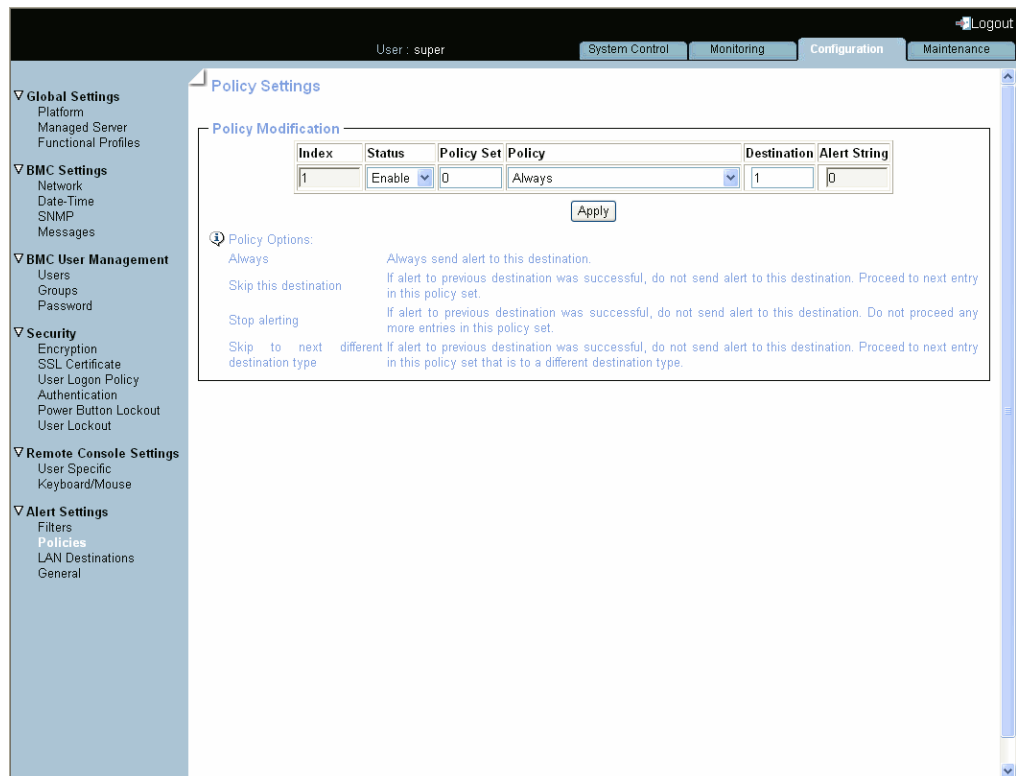 Logout
User : super
System Control
Monitoring
Configuration
Maintenance
Global Settings
Platform
Managed Server
Functional Profiles
BMC Settings
Network
Date-Time
SNMP
Messages
BMC User Management
Users
Groups
Password
Security
Encryption
SSL Certificate
User Logon Policy
Authentication
Power Button Lockout
User Lockout
Remote Console Settings
User Specific
Keyboard/Mouse
Alert Settings
Filters
Policies
LAN Destinations
General
Policy Settings
Policy Modification
Index Status Policy Set Policy Destination Alert String
1 Enable 0 Always 1 0
Apply
Policy Options:
Always Always send alert to this destination.
Skip this destination If alert to previous destination was successful, do not send alert to this destination. Proceed to next entry
in this policy set.
Stop alerting If alert to previous destination was successful, do not send alert to this destination. Do not proceed any
more entries in this policy set.
Skip to next different If alert to previous destination was successful, do not send alert to this destination. Proceed to next entry
destination type in this policy set that is to a different destination type.